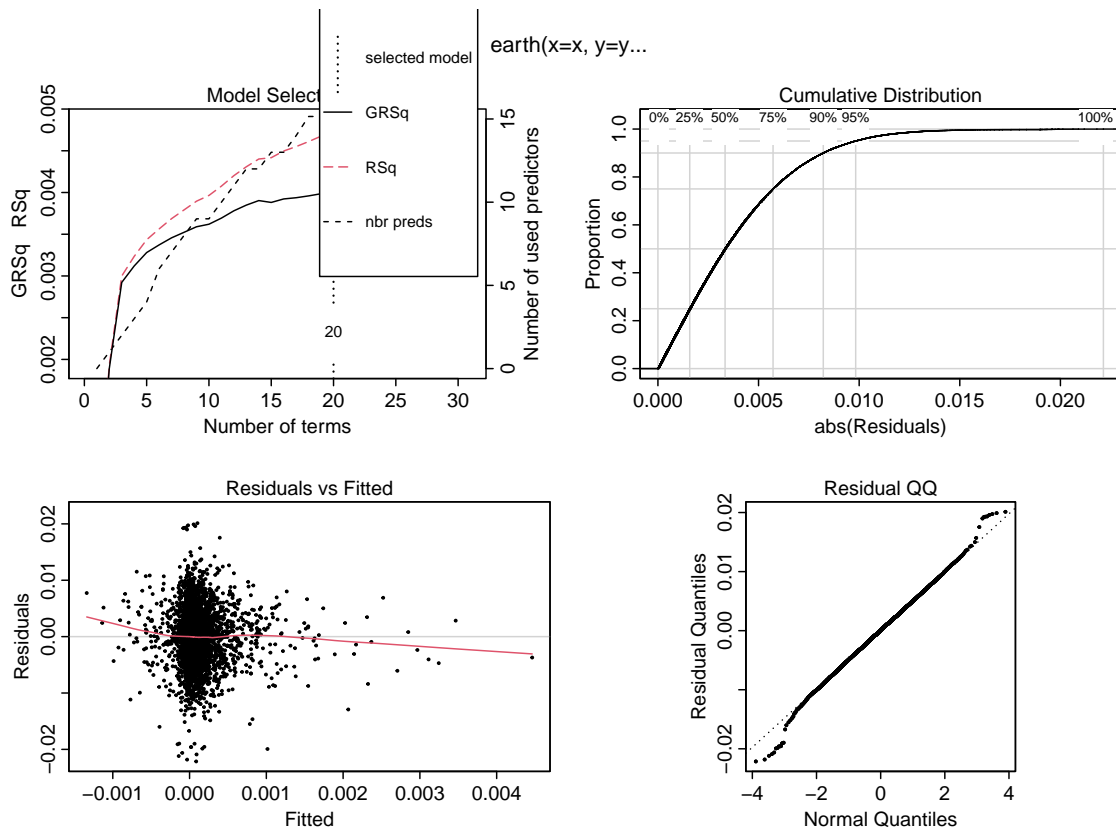 earth(x=x, y=y...
Model Select
selected model
GRSq
RSq
nbr preds
GRSq RSq
0.002 0.003 0.004 0.005
0 5 10 15
Number of used predictors
20
0 5 10 15 20 25 30
Number of terms
Cumulative Distribution
0% 25% 50% 75% 90% 95% 100%
Proportion
0.0 0.2 0.4 0.6 0.8 1.0
0.000 0.005 0.010 0.015 0.020
abs(Residuals)
Residuals vs Fitted
Residuals
−0.02 0.00 0.01 0.02
−0.001 0.000 0.001 0.002 0.003 0.004
Fitted
Residual QQ
Residual Quantiles
−0.02 0.00 0.02
−4 −2 0 2 4
Normal Quantiles